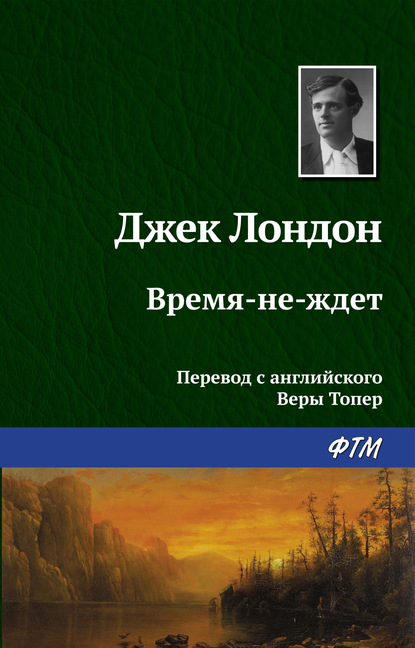 Джек Лондон
Время-не-ждет
Перевод с английского
Веры Топер
ФТМ